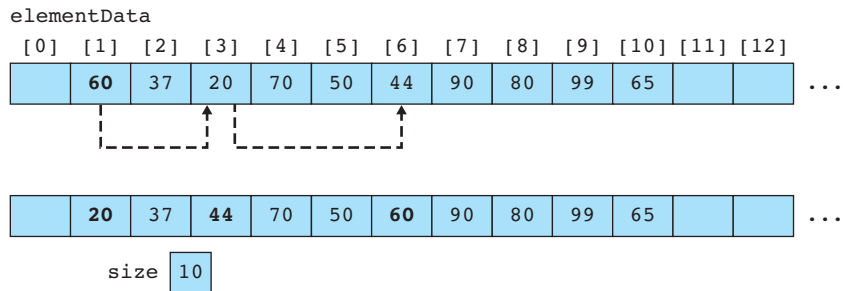 elementData
[0] [1] [2] [3] [4] [5] [6] [7] [8] [9] [10] [11] [12]
60 37 20 70 50 44 90 80 99 65 ...
20 37 44 70 50 60 90 80 99 65 ...
size 10